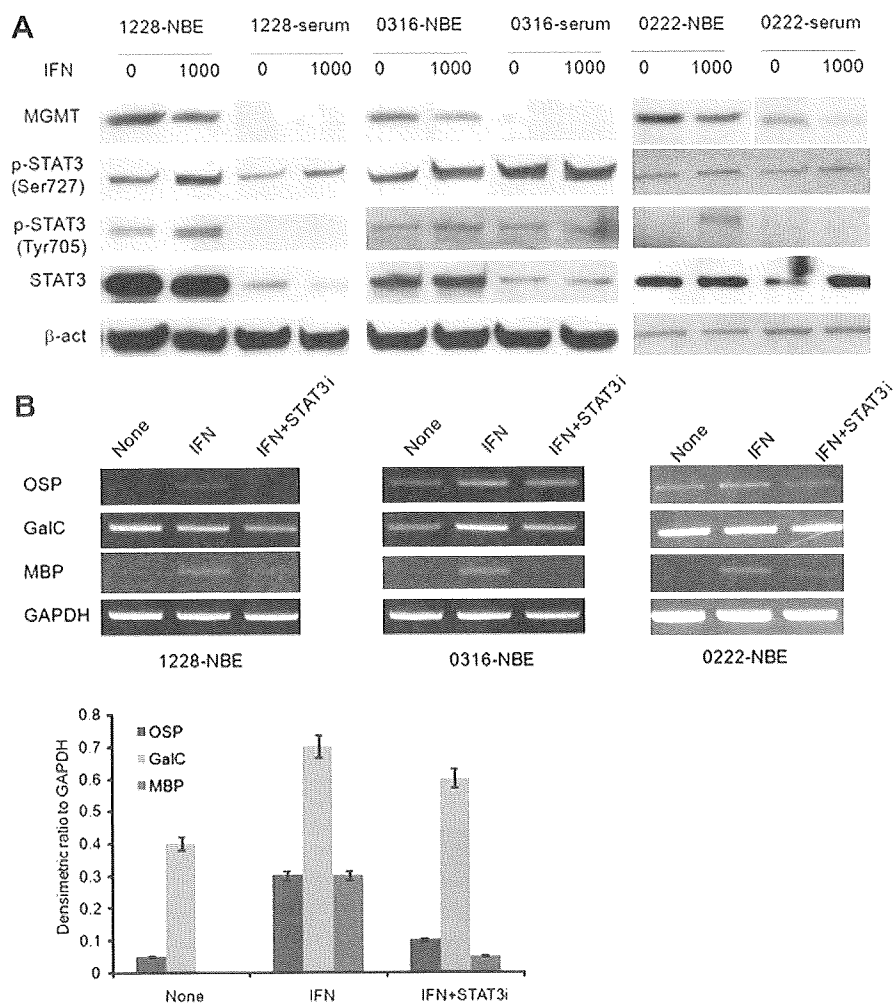 A
1228-NBE 1228-serum 0316-NBE 0316-serum 0222-NBE 0222-serum
IFN 0 1000 0 1000 0 1000 0 1000 0 1000 0 1000
MGMT
p-STAT3
(Ser727)
p-STAT3
(Tyr705)
STAT3
β-act
B
None IFN IFN+STAT3i None IFN IFN+STAT3i None IFN IFN+STAT3i
OSP
GalC
MBP
GAPDH
1228-NBE 0316-NBE 0222-NBE
Densimetric ratio to GAPDH
0.8
0.7
0.6
0.5
0.4
0.3
0.2
0.1
0
OSP
GalC
MBP
None IFN IFN+STAT3i